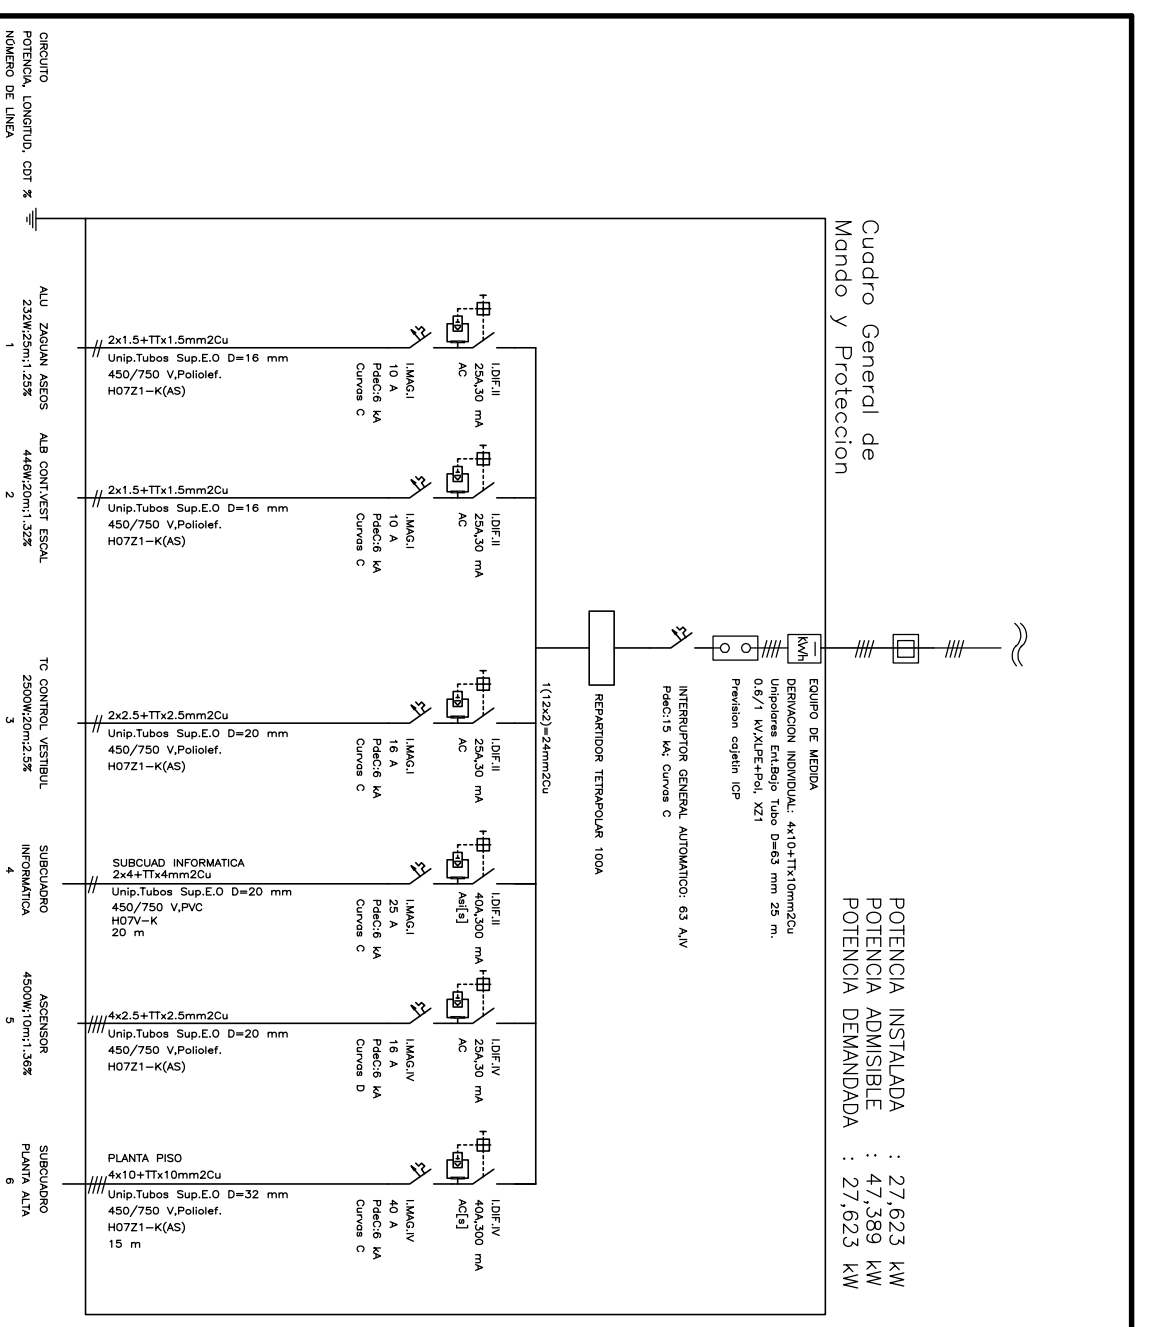 Cuadro General de
Mando y Proteccion
POTENCIA INSTALADA : 27,623 kW
POTENCIA ADMISIBLE : 47,389 kW
POTENCIA DEMANDADA : 27,623 kW
kWh
EQUIPO DE MEDIDA
DERIVACION INDIVIDUAL: 4x10+TTx10mm2Cu
Unipolares Ent.Bajo Tubo D=63 mm 25 m.
0.6/1 kV,XLPE+Pol, XZ1
Prevision cajetin ICP
INTERRUPTOR GENERAL AUTOMATICO: 63 A,IV
PdeC:15 kA; Curvas C
REPARTIDOR TETRAPOLAR 100A
1(12x2)=24mm2Cu
I.DIF.II
25A,30 mA
AC
I.MAG.I
10 A
PdeC:6 kA
Curvas C
2x1.5+TTx1.5mm2Cu
Unip.Tubos Sup.E.O D=16 mm
450/750 V,Poliolef.
H07Z1-K(AS)
I.DIF.II
25A,30 mA
AC
I.MAG.I
10 A
PdeC:6 kA
Curvas C
2x1.5+TTx1.5mm2Cu
Unip.Tubos Sup.E.O D=16 mm
450/750 V,Poliolef.
H07Z1-K(AS)
I.DIF.II
25A,30 mA
AC
I.MAG.I
16 A
PdeC:6 kA
Curvas C
2x2.5+TTx2.5mm2Cu
Unip.Tubos Sup.E.O D=20 mm
450/750 V,Poliolef.
H07Z1-K(AS)
I.DIF.II
40A,300 mA
Asi[s]
I.MAG.I
25 A
PdeC:6 kA
Curvas C
SUBCUAD INFORMATICA
2x4+TTx4mm2Cu
Unip.Tubos Sup.E.O D=20 mm
450/750 V,PVC
H07V-K
20 m
I.DIF.IV
25A,30 mA
AC
I.MAG.IV
16 A
PdeC:6 kA
Curvas D
4x2.5+TTx2.5mm2Cu
Unip.Tubos Sup.E.O D=20 mm
450/750 V,Poliolef.
H07Z1-K(AS)
I.DIF.IV
40A,300 mA
AC[s]
I.MAG.IV
40 A
PdeC:6 kA
Curvas C
PLANTA PISO
4x10+TTx10mm2Cu
Unip.Tubos Sup.E.O D=32 mm
450/750 V,Poliolef.
H07Z1-K(AS)
15 m
CIRCUITO
POTENCIA, LONGITUD, CDT %
NÚMERO DE LÍNEA
ALU ZAGUAN ASEOS
232W;25m;1.25%
1
ALB CONT.VEST ESCAL
446W;20m;1.32%
2
TC CONTROL VESTIBUL
2500W;20m;2.5%
3
SUBCUADRO
INFORMÁTICA
4
ASCENSOR
4500W;10m;1.36%
5
SUBCUADRO
PLANTA ALTA
6